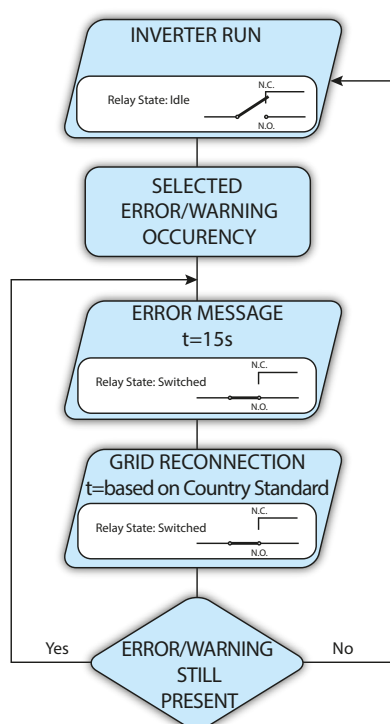 INVERTER RUN
N.C.
Relay State: Idle
N.O.
SELECTED
ERROR/WARNING
OCCURENCY
ERROR MESSAGE
t=15s
N.C.
Relay State: Switched
N.O.
GRID RECONNECTION
t=based on Country Standard
N.C.
Relay State: Switched
N.O.
Yes
No
ERROR/WARNING
STILL
PRESENT